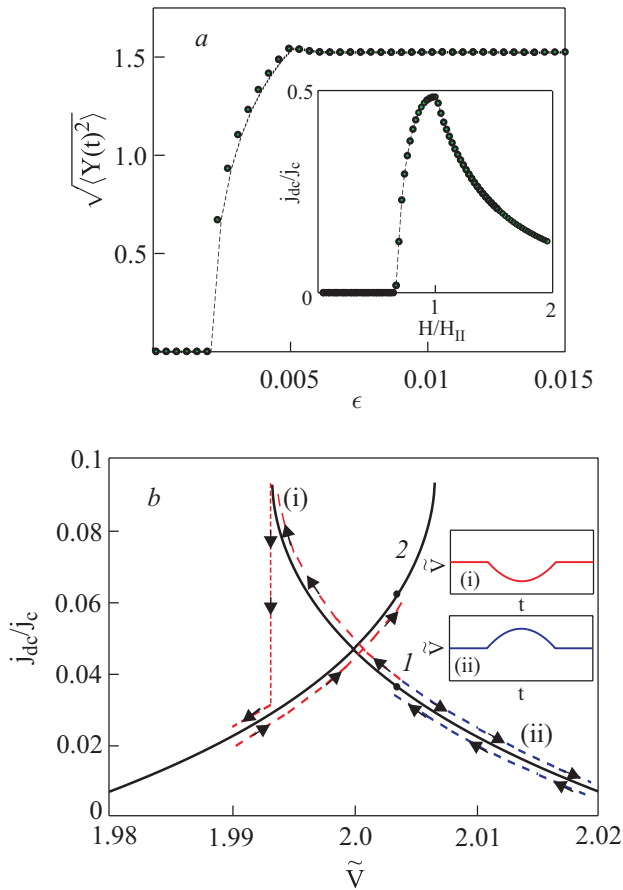 a
√⟨Y(t)²⟩
1.5
1.0
0.5
0.005
0.01
0.015
ϵ
j_dc/j_c
0.5
0
1
2
H/H_II
b
j_dc/j_c
0.1
0.08
0.06
0.04
0.02
0
1.98
1.99
2.0
2.01
2.02
Ṽ
(i)
2
1
(ii)
Ṽ
(i)
t
Ṽ
(ii)
t